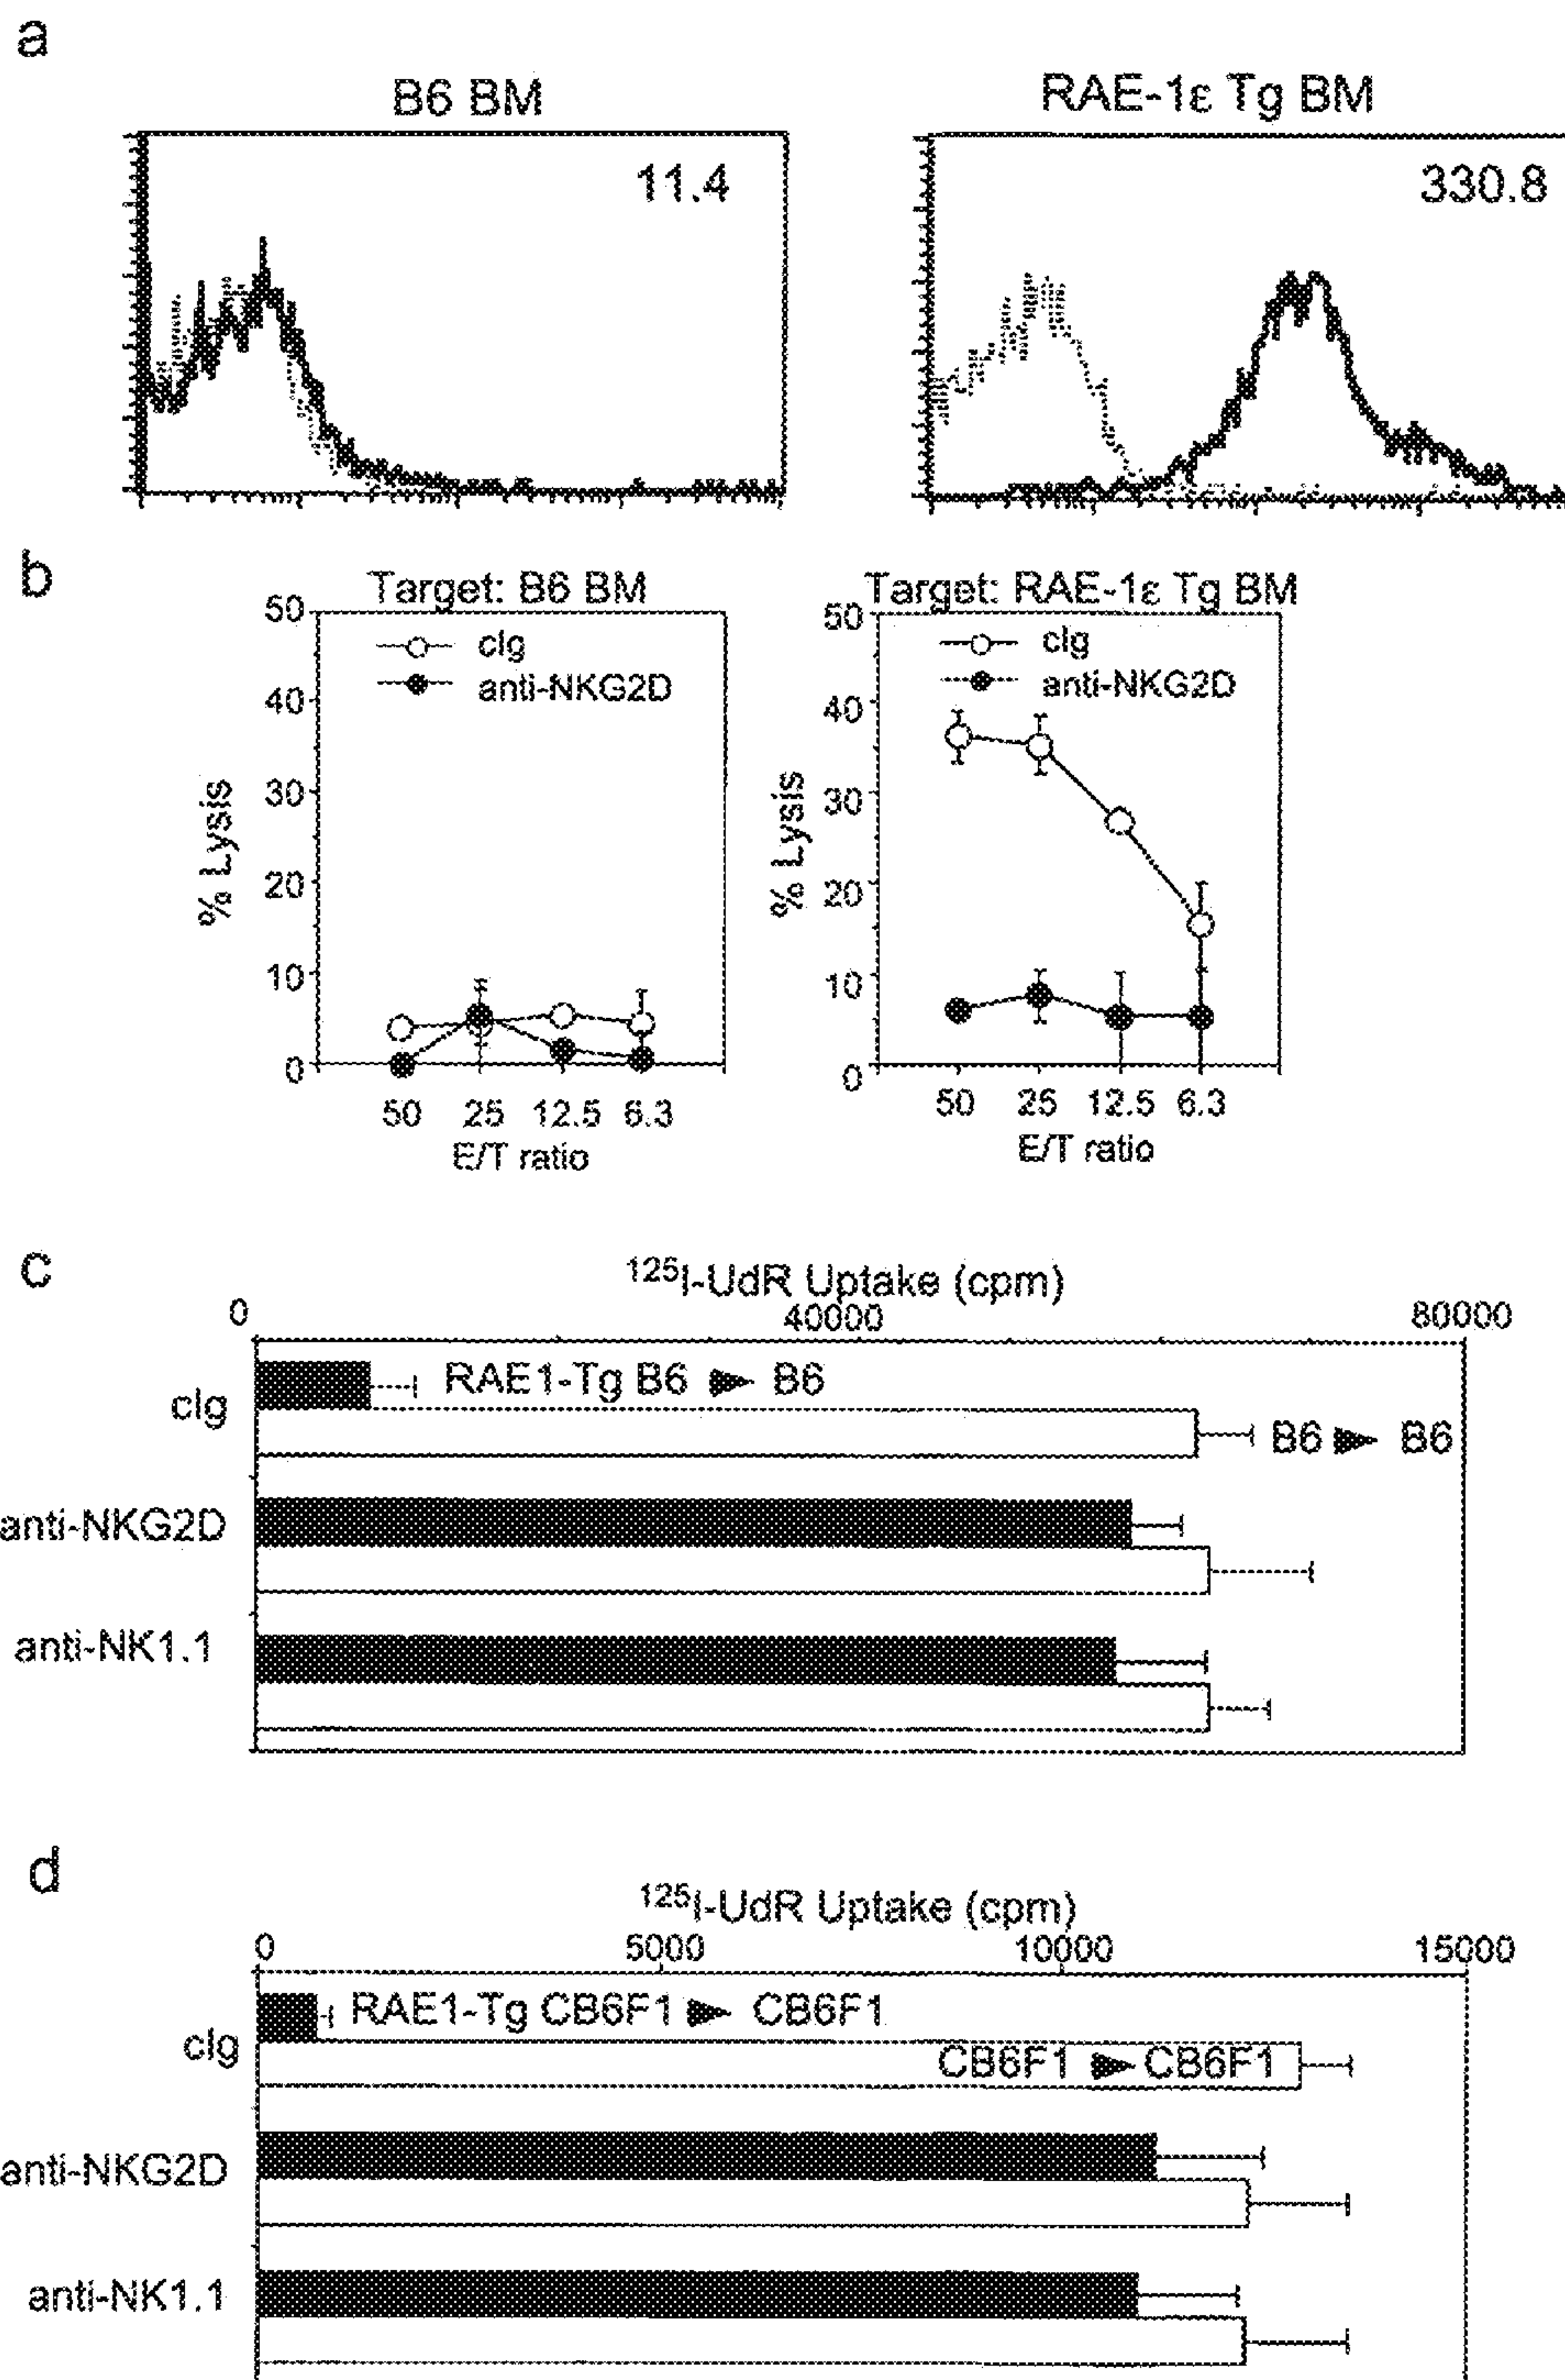 a
B6 BM
RAE-1ε Tg BM
11.4
330.8
b
Target: B6 BM
Target: RAE-1ε Tg BM
50
40
30
20
10
0
% Lysis
cIg
anti-NKG2D
50 25 12.5 6.3
E/T ratio
50
40
30
20
10
0
% Lysis
cIg
anti-NKG2D
50 25 12.5 6.3
E/T ratio
c
125I-UdR Uptake (cpm)
0 40000 80000
cIg
RAE1-Tg B6 ► B6
B6 ► B6
anti-NKG2D
anti-NK1.1
d
125I-UdR Uptake (cpm)
0 5000 10000 15000
cIg
RAE1-Tg CB6F1 ► CB6F1
CB6F1 ► CB6F1
anti-NKG2D
anti-NK1.1